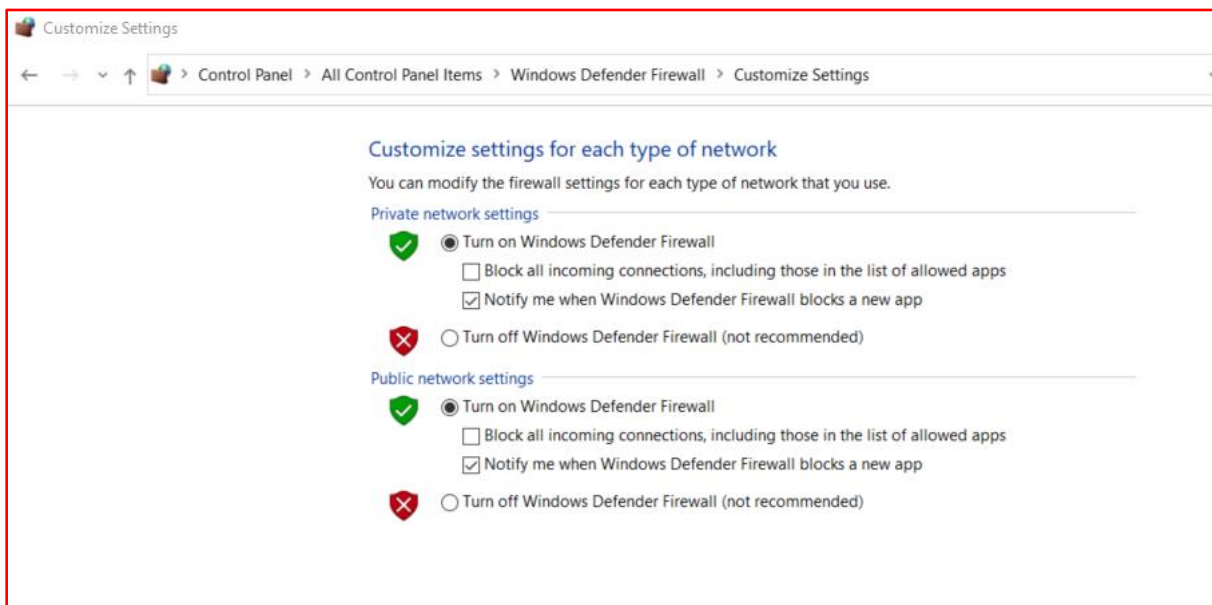 Customize Settings
Control Panel > All Control Panel Items > Windows Defender Firewall > Customize Settings
Customize settings for each type of network
You can modify the firewall settings for each type of network that you use.
Private network settings
Turn on Windows Defender Firewall
Block all incoming connections, including those in the list of allowed apps
Notify me when Windows Defender Firewall blocks a new app
Turn off Windows Defender Firewall (not recommended)
Public network settings
Turn on Windows Defender Firewall
Block all incoming connections, including those in the list of allowed apps
Notify me when Windows Defender Firewall blocks a new app
Turn off Windows Defender Firewall (not recommended)